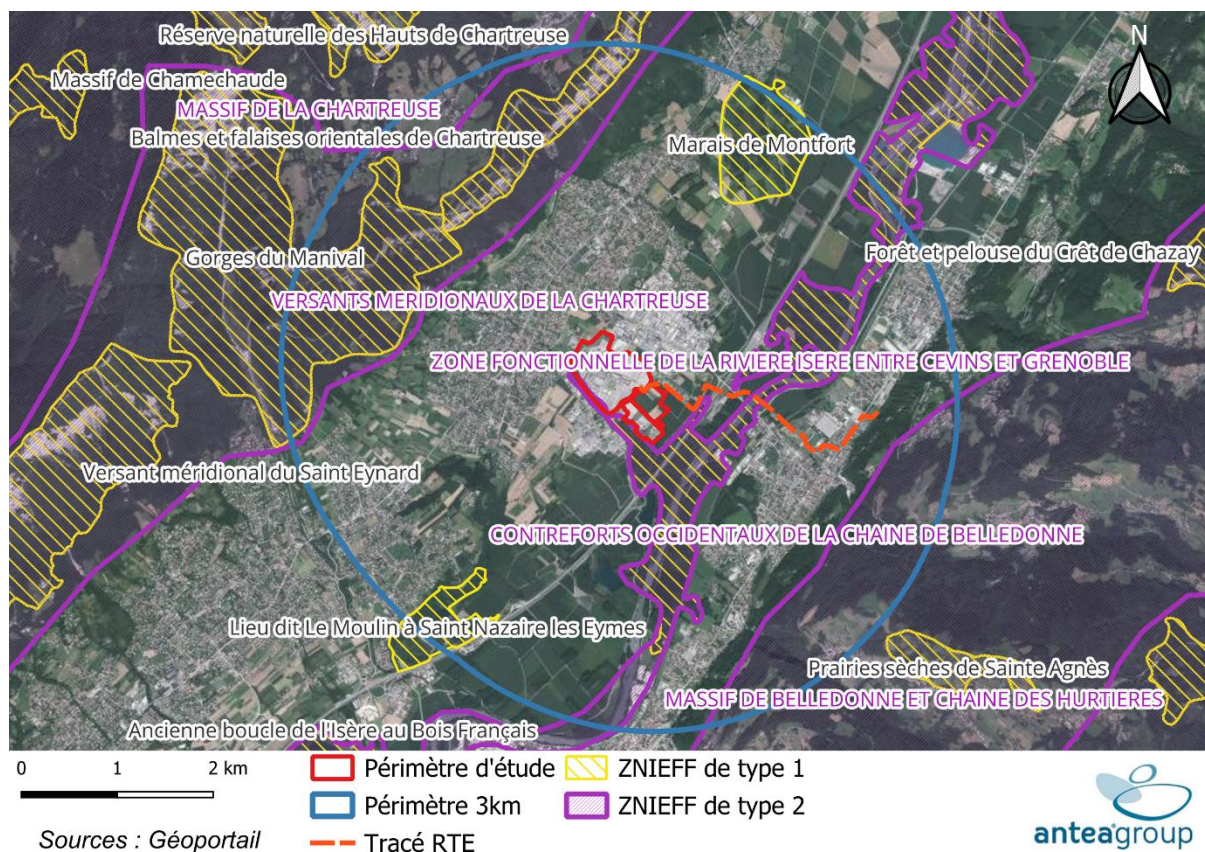 Réserve naturelle des Hauts de Chartreuse
N
Massif de Chamechaude
MASSIF DE LA CHARTREUSE
Balmes et falaises orientales de Chartreuse
Marais de Montfort
Forêt et pelouse du Crêt de Chazay
Gorges du Manival
VERSANTS MERIDIONAUX DE LA CHARTREUSE
ZONE FONCTIONNELLE DE LA RIVIERE ISERE ENTRE CEVINS ET GRENOBLE
Versant méridional du Saint Eynard
CONTREFORTS OCCIDENTAUX DE LA CHAINE DE BELLEDONNE
Lieu dit Le Moulin à Saint Nazaire les Eymes
Prairies sèches de Sainte Agnès
MASSIF DE BELLEDONNE ET CHAINE DES HURTIERES
Ancienne boucle de l'Isère au Bois Français
0 1 2 km
Sources : Géoportail
Périmètre d'étude
Périmètre 3km
Tracé RTE
ZNIEFF de type 1
ZNIEFF de type 2
anteagroup